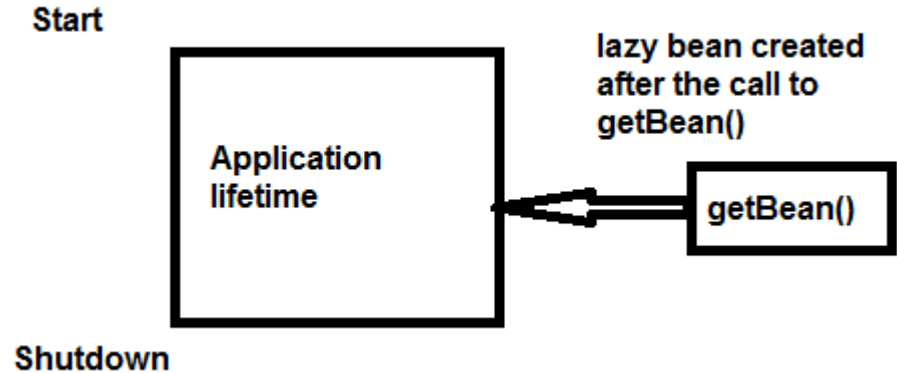 Start
lazy bean created
after the call to
getBean()
Application
lifetime
getBean()
Shutdown